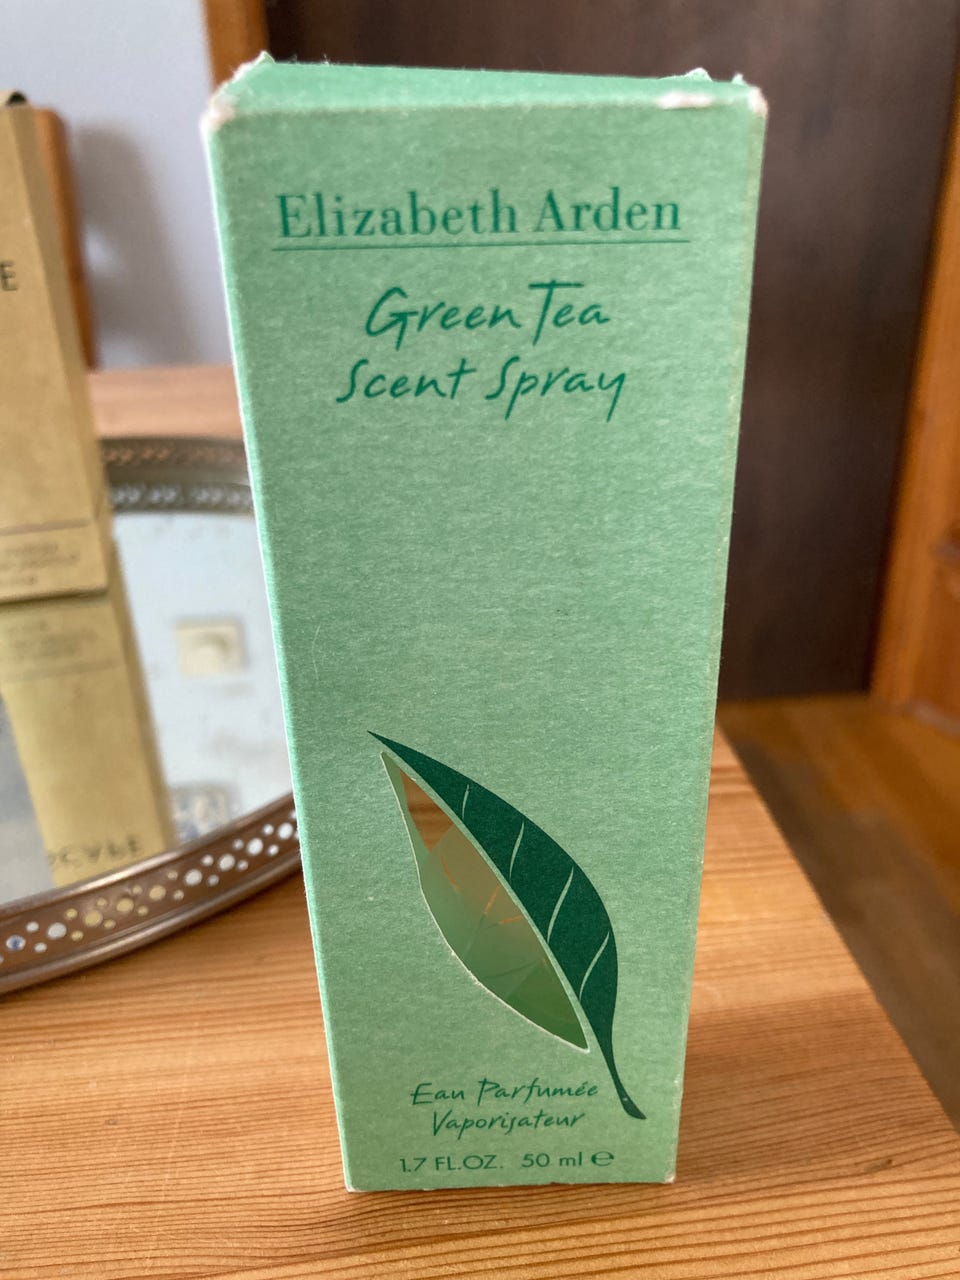 Elizabeth Arden
Green Tea
Scent Spray
Eau Parfumée
Vaporisateur
1.7 FL.OZ. 50 ml ℮
E